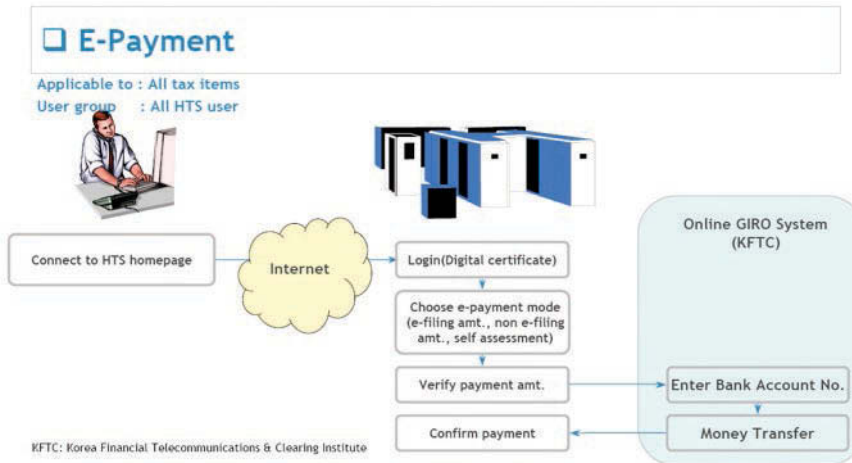 E-Payment
Applicable to : All tax items
User group : All HTS user
Online GIRO System
(KFTC)
Connect to HTS homepage
Internet
Login(Digital certificate)
Choose e-payment mode
(e-filing amt., non e-filing
amt., self assessment)
Verify payment amt.
Enter Bank Account No.
Confirm payment
Money Transfer
KFTC: Korea Financial Telecommunications & Clearing Institute